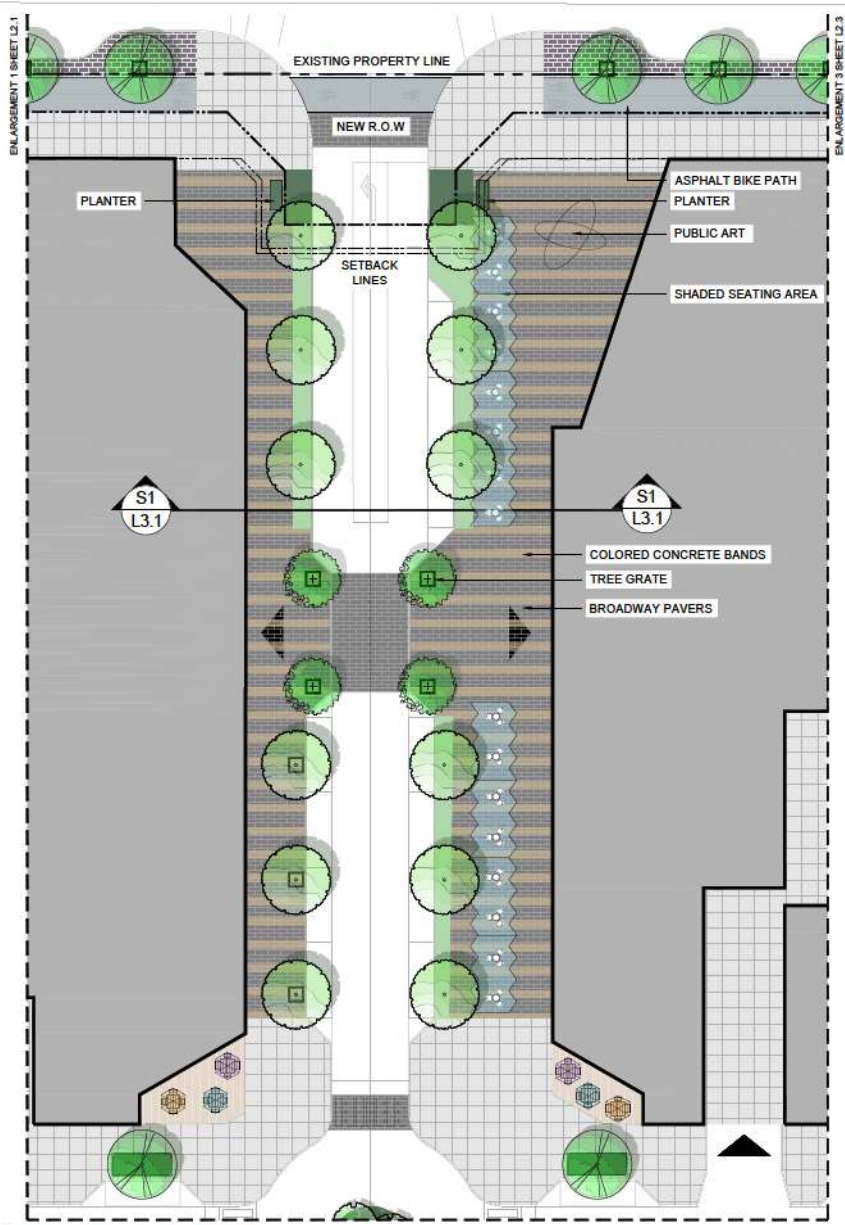 ENLARGEMENT 1 SHEET L2.1
ENLARGEMENT 3 SHEET L2.3
EXISTING PROPERTY LINE
NEW R.O.W
ASPHALT BIKE PATH
PLANTER
PLANTER
PUBLIC ART
SETBACK
LINES
SHADED SEATING AREA
S1
L3.1
S1
L3.1
COLORED CONCRETE BANDS
TREE GRATE
BROADWAY PAVERS